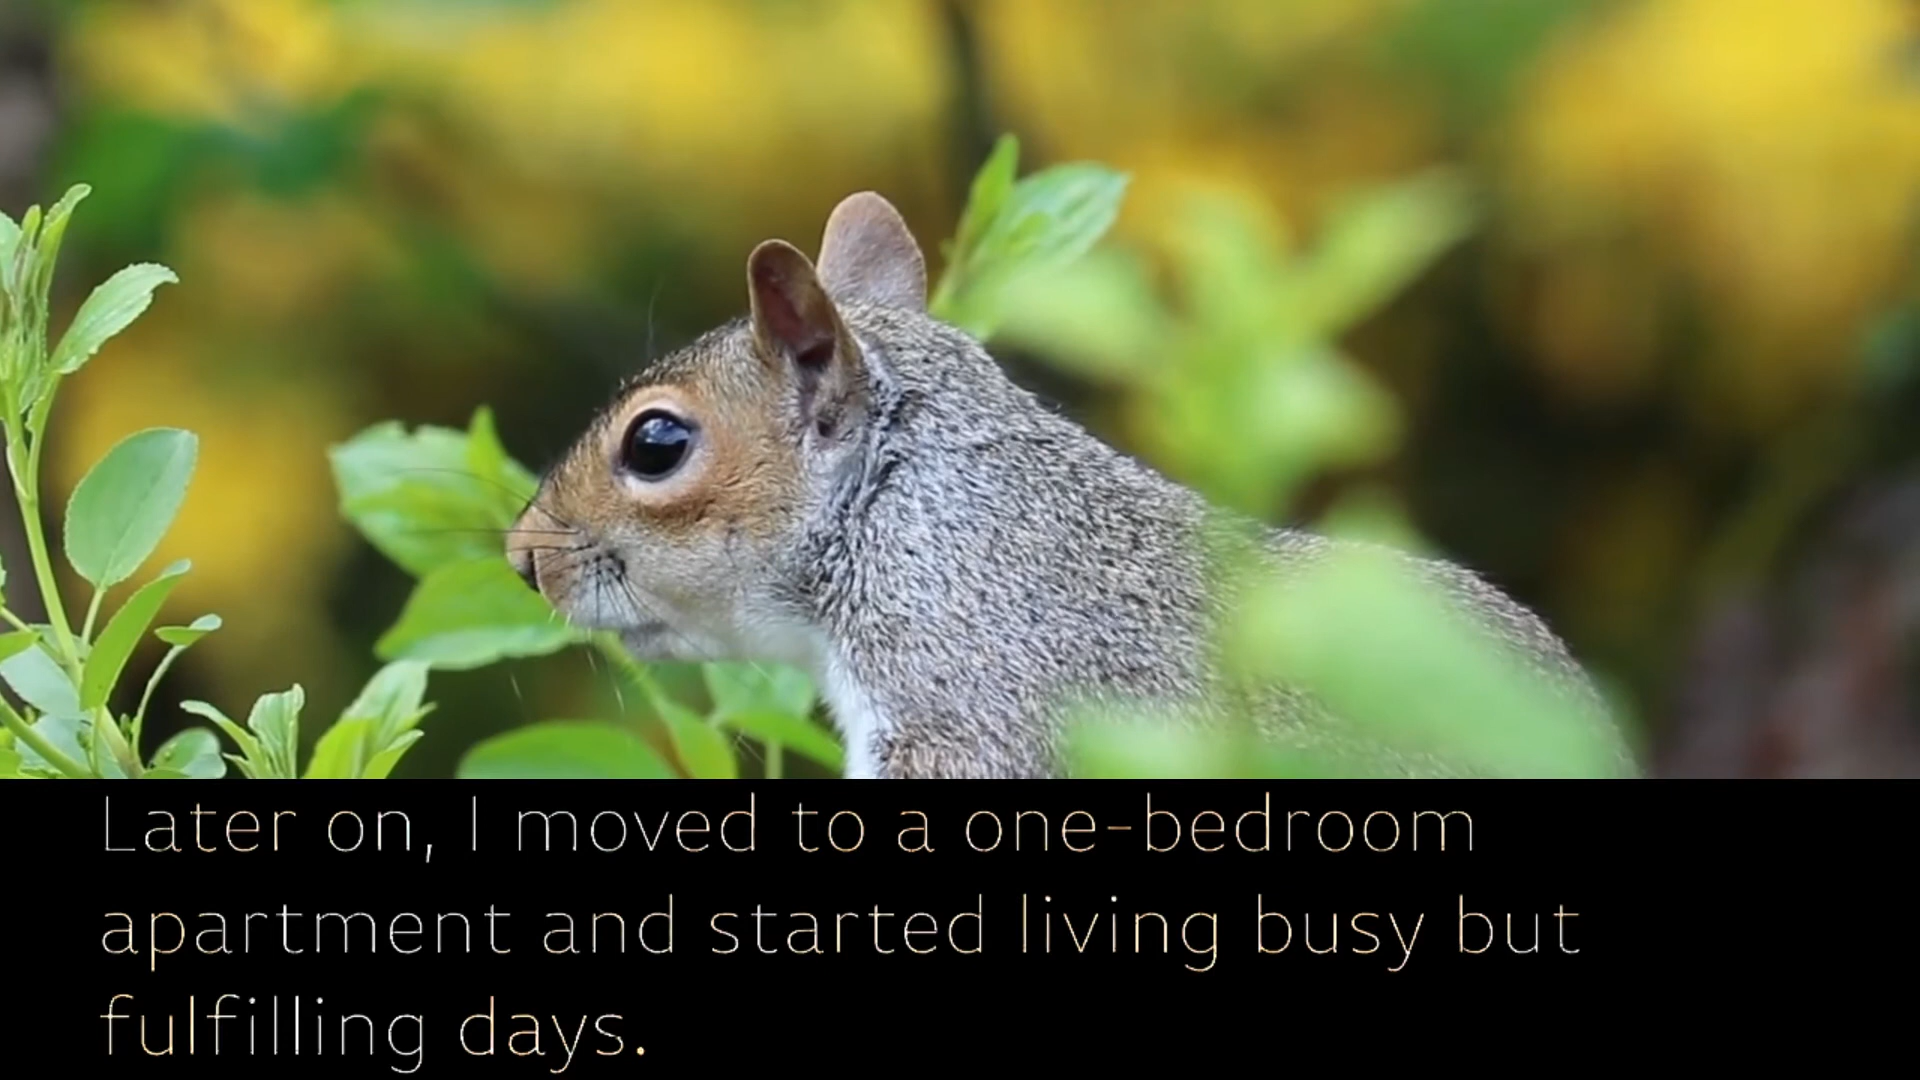 Later on, I moved to a one-bedroom
apartment and started living busy but
fulfilling days.